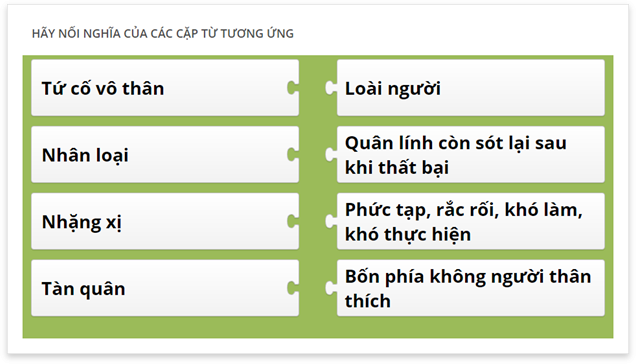 HÃY NỐI NGHĨA CỦA CÁC CẶP TỪ TƯƠNG ỨNG
Tứ cố vô thân
Loài người
Nhân loại
Quân lính còn sót lại sau
khi thất bại
Nhặng xị
Phức tạp, rắc rối, khó làm,
khó thực hiện
Tàn quân
Bốn phía không người thân
thích